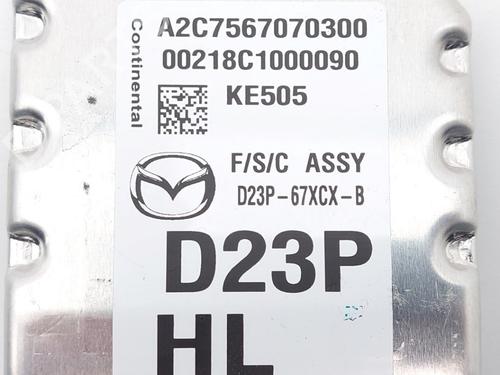 Continental
A2C7567070300
00218C1000090
KE505
F/S/C ASSY
D23P-67XCX-B
D23P
HL